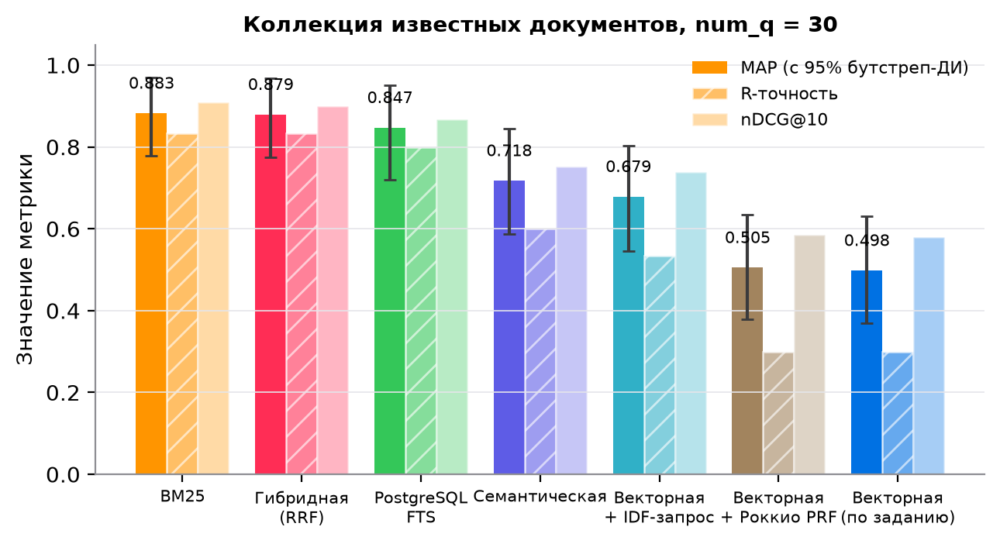 Коллекция известных документов, num_q = 30
MAP (с 95% бутстреп-ДИ)
R-точность
nDCG@10
Значение метрики
1.0
0.8
0.6
0.4
0.2
0.0
0.883
0.879
0.847
0.718
0.679
0.505
0.498
BM25
Гибридная
(RRF)
PostgreSQL
FTS
Семантическая
Векторная
+ IDF-запрос
Векторная
+ Роккио PRF
Векторная
(по заданию)